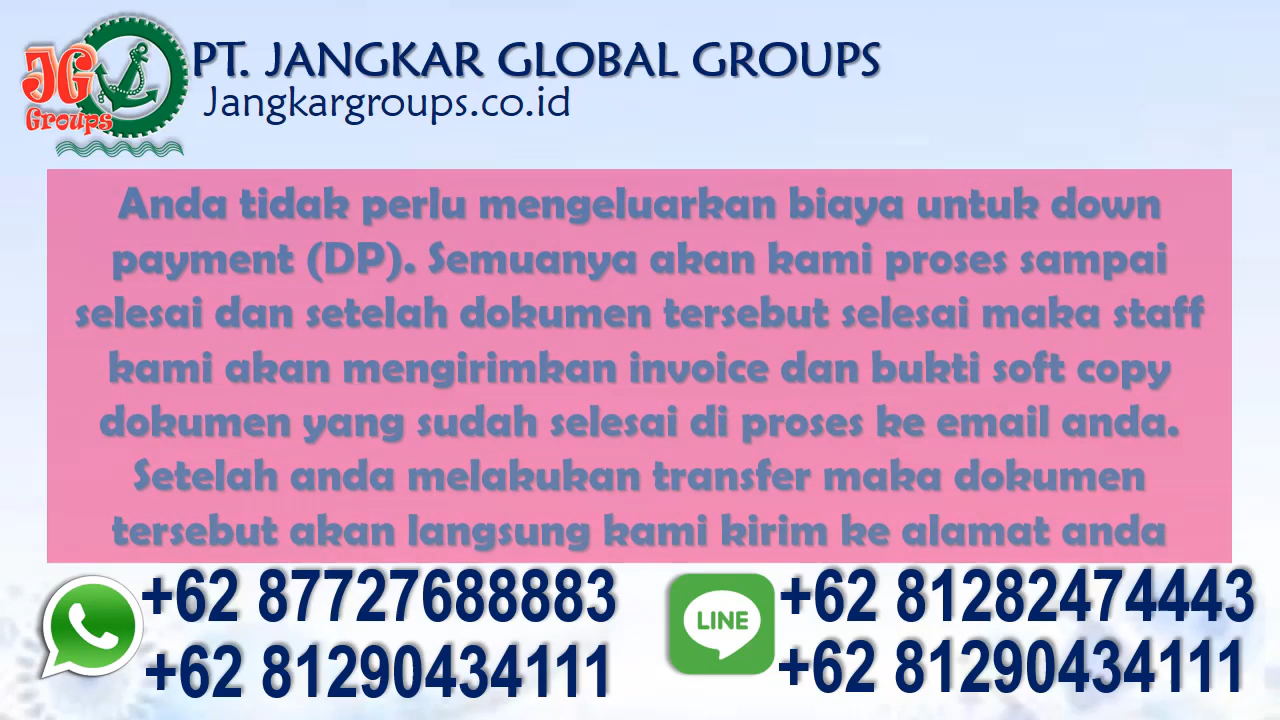 JG
Groups
PT. JANGKAR GLOBAL GROUPS
Jangkargroups.co.id
Anda tidak perlu mengeluarkan biaya untuk down
payment (DP). Semuanya akan kami proses sampai
selesai dan setelah dokumen tersebut selesai maka staff
kami akan mengirimkan invoice dan bukti soft copy
dokumen yang sudah selesai di proses ke email anda.
Setelah anda melakukan transfer maka dokumen
tersebut akan langsung kami kirim ke alamat anda
+62 87727688883
+62 81290434111
LINE
+62 81282474443
+62 81290434111